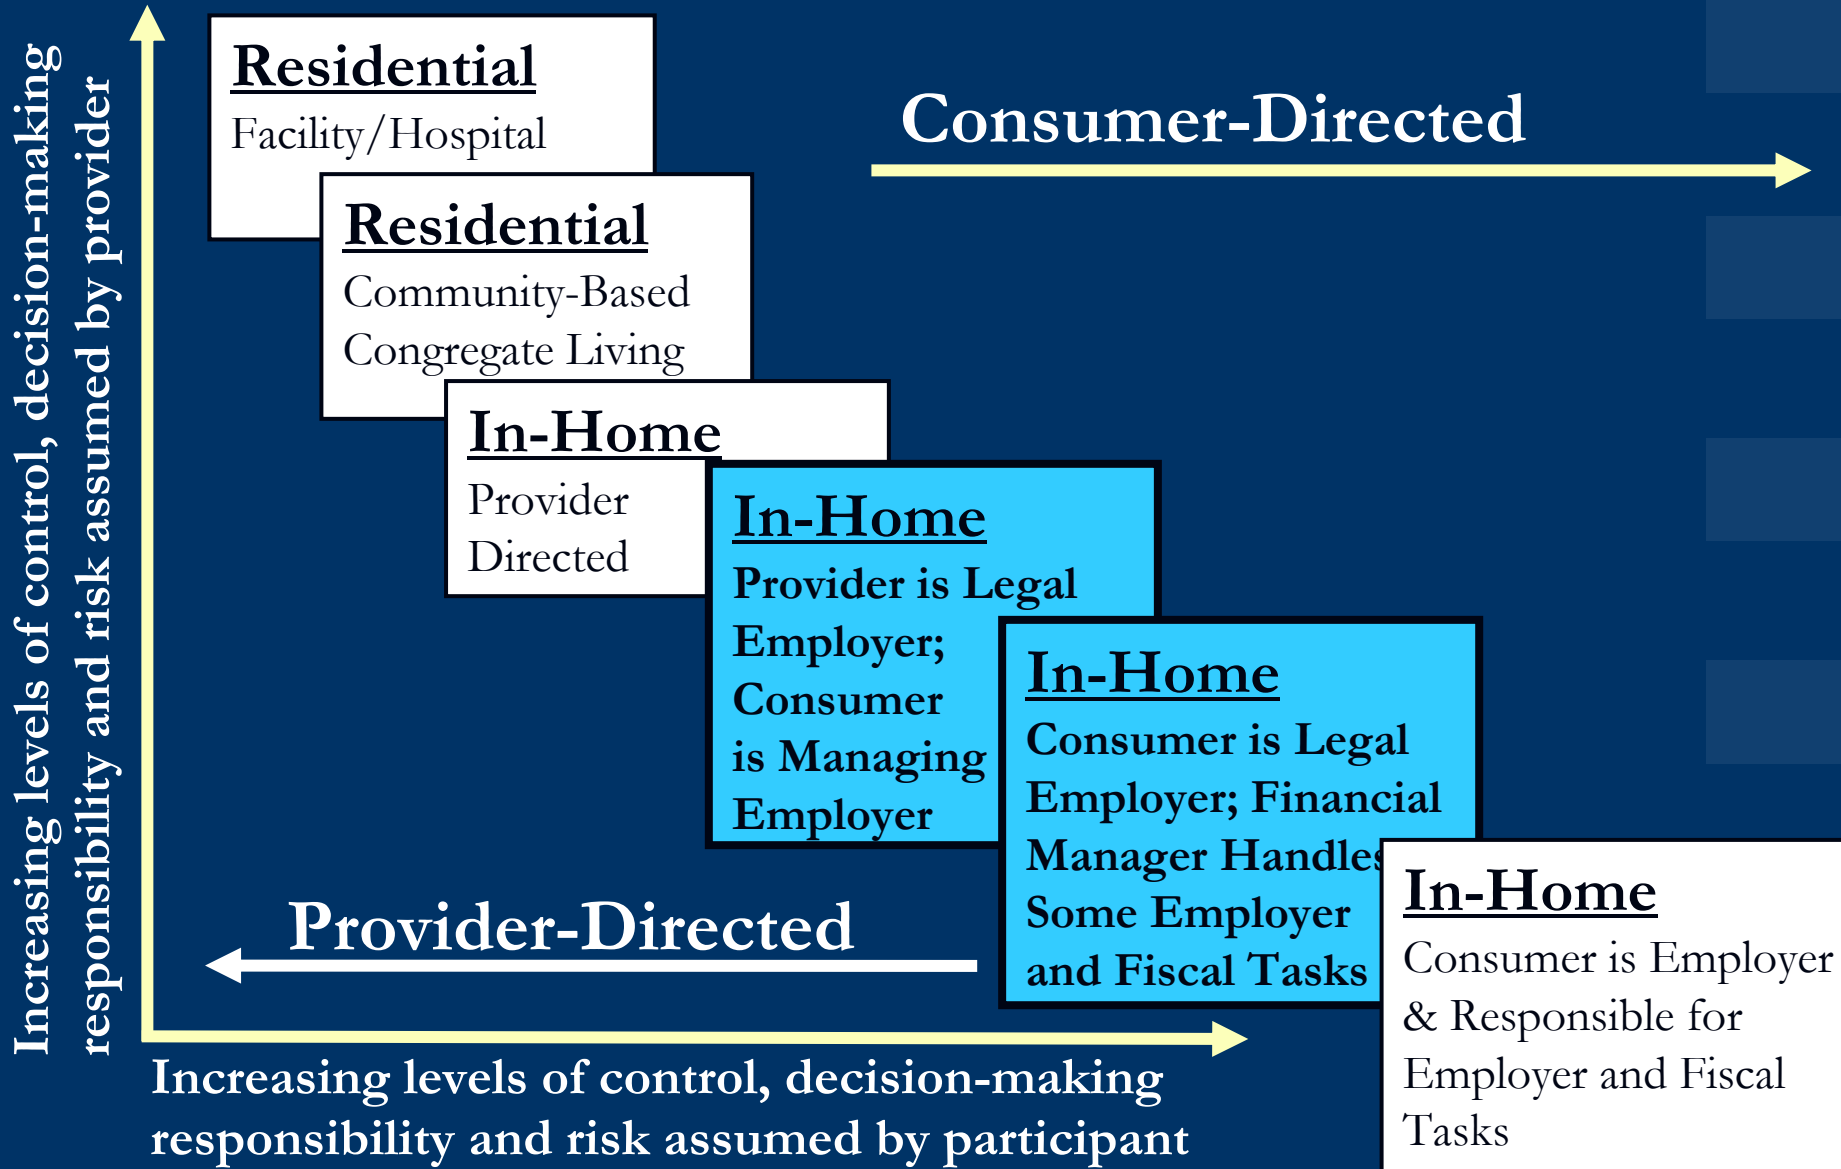 Increasing levels of control, decision-making
responsibility and risk assumed by provider
Residential
Facility/Hospital
Consumer-Directed
Residential
Community-Based
Congregate Living
In-Home
Provider
Directed
In-Home
Provider is Legal
Employer;
Consumer
is Managing
Employer
In-Home
Consumer is Legal
Employer; Financial
Manager Handles
Some Employer
and Fiscal Tasks
In-Home
Consumer is Employer
& Responsible for
Employer and Fiscal
Tasks
Provider-Directed
Increasing levels of control, decision-making
responsibility and risk assumed by participant